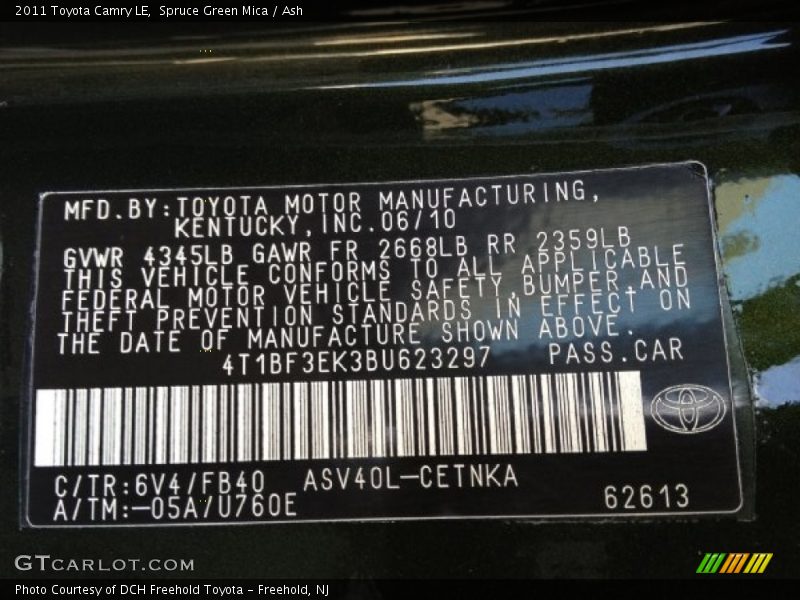 2011 Toyota Camry LE, Spruce Green Mica / Ash
MFD.BY:TOYOTA MOTOR MANUFACTURING,
KENTUCKY,INC.06/10
GVWR 4345LB GAWR FR 2668LB RR 2359LB
THIS VEHICLE CONFORMS TO ALL APPLICABLE
FEDERAL MOTOR VEHICLE SAFETY,BUMPER,AND
THEFT PREVENTION STANDARDS IN EFFECT ON
THE DATE OF MANUFACTURE SHOWN ABOVE.
4T1BF3EK3BU623297 PASS.CAR
C/TR:6V4/FB40 ASV40L-CETNKA
A/TM:-05A/U760E 62613
GTCARLOT.COM
Photo Courtesy of DCH Freehold Toyota - Freehold, NJ